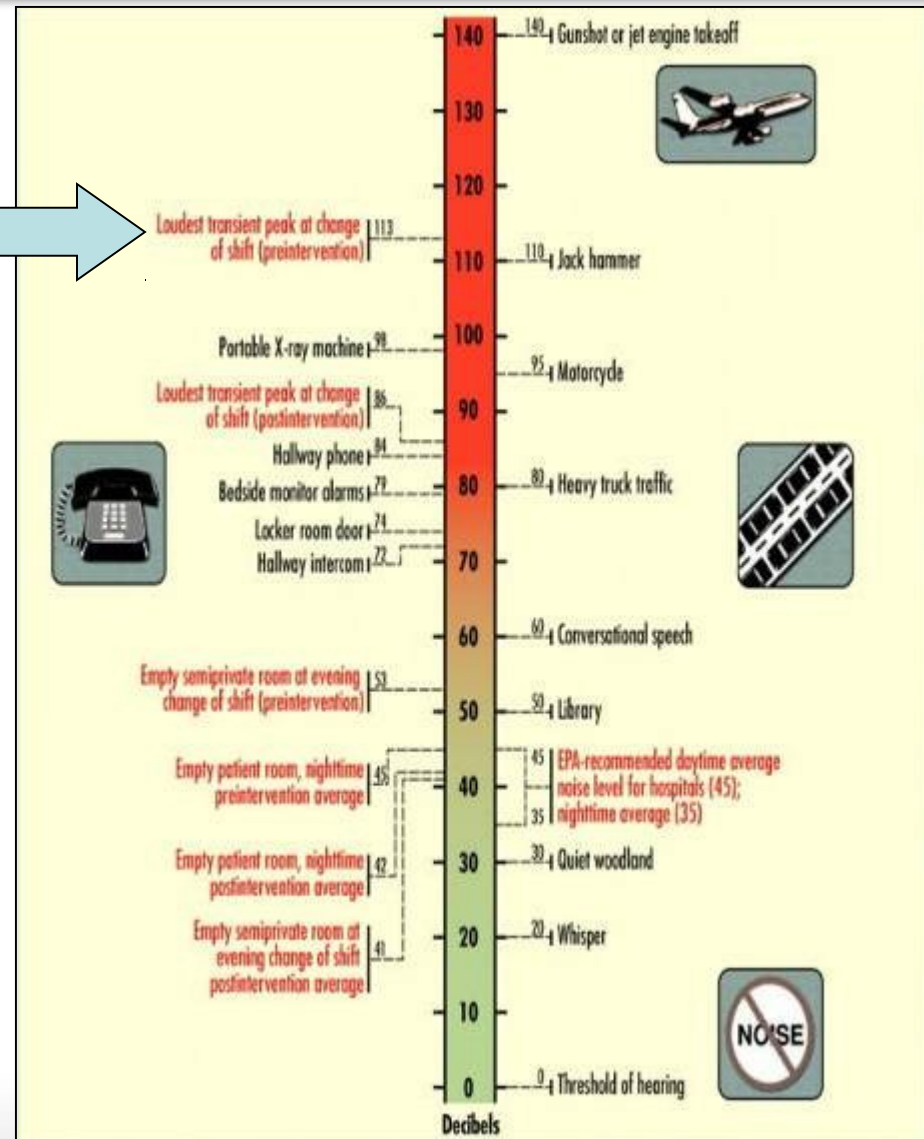 140
140 Gunshot or jet engine takeoff
130
120
Loudest transient peak at change
of shift (preintervention)
113
110
110 Jack hammer
100
Portable X-ray machine 98
95 Motorcycle
Loudest transient peak at change
of shift (postintervention)
86
90
Hallway phone 84
Bedside monitor alarms 79
80
80 Heavy truck traffic
Locker room door 74
Hallway intercom 72
70
60
60 Conversational speech
Empty semiprivate room at evening
change of shift (preintervention)
53
50
50 Library
Empty patient room, nighttime
preintervention average
45
40
45
35
EPA-recommended daytime average
noise level for hospitals (45);
nighttime average (35)
Empty patient room, nighttime
postintervention average
42
30
30 Quiet woodland
Empty semiprivate room at
evening change of shift
postintervention average
41
20
20 Whisper
10
NOISE
0
0 Threshold of hearing
Decibels